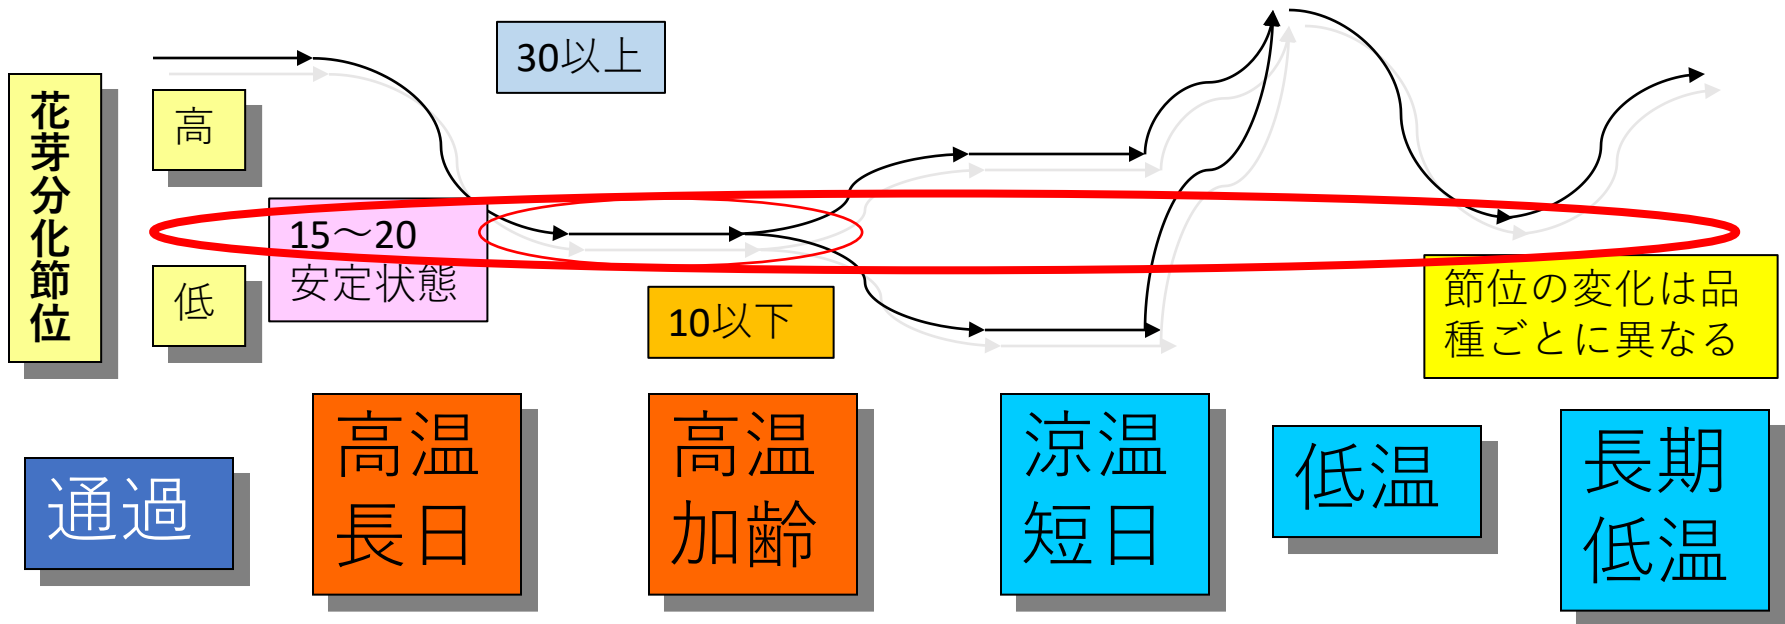 花芽分化節位
高
低
30以上
15～20
安定状態
10以下
節位の変化は品
種ごとに異なる
通過
高温
長日
高温
加齢
涼温
短日
低温
長期
低温